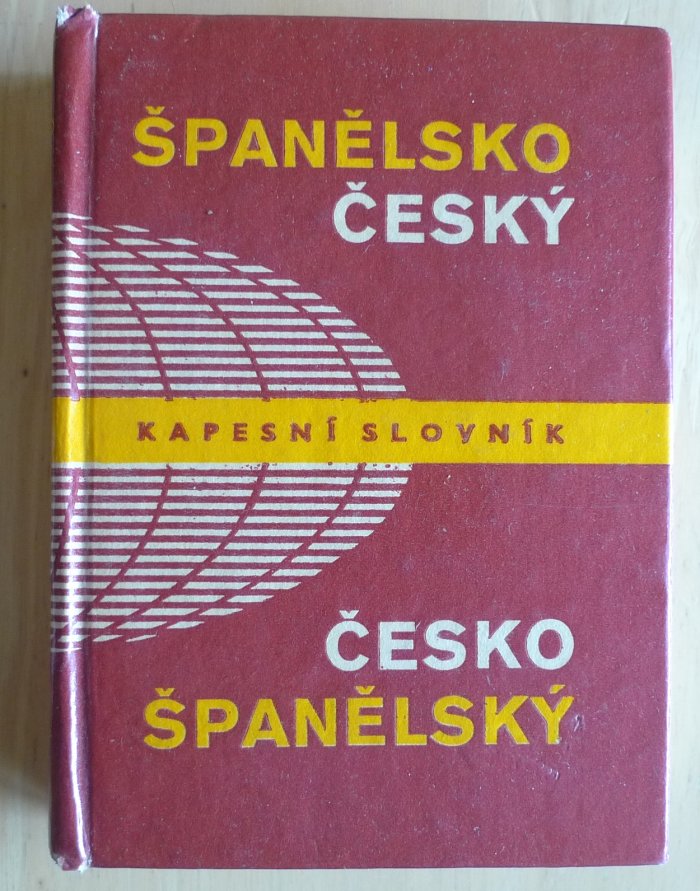 ŠPANĚLSKO
ČESKÝ
KAPESNÍ SLOVNÍK
ČESKO
ŠPANĚLSKÝ